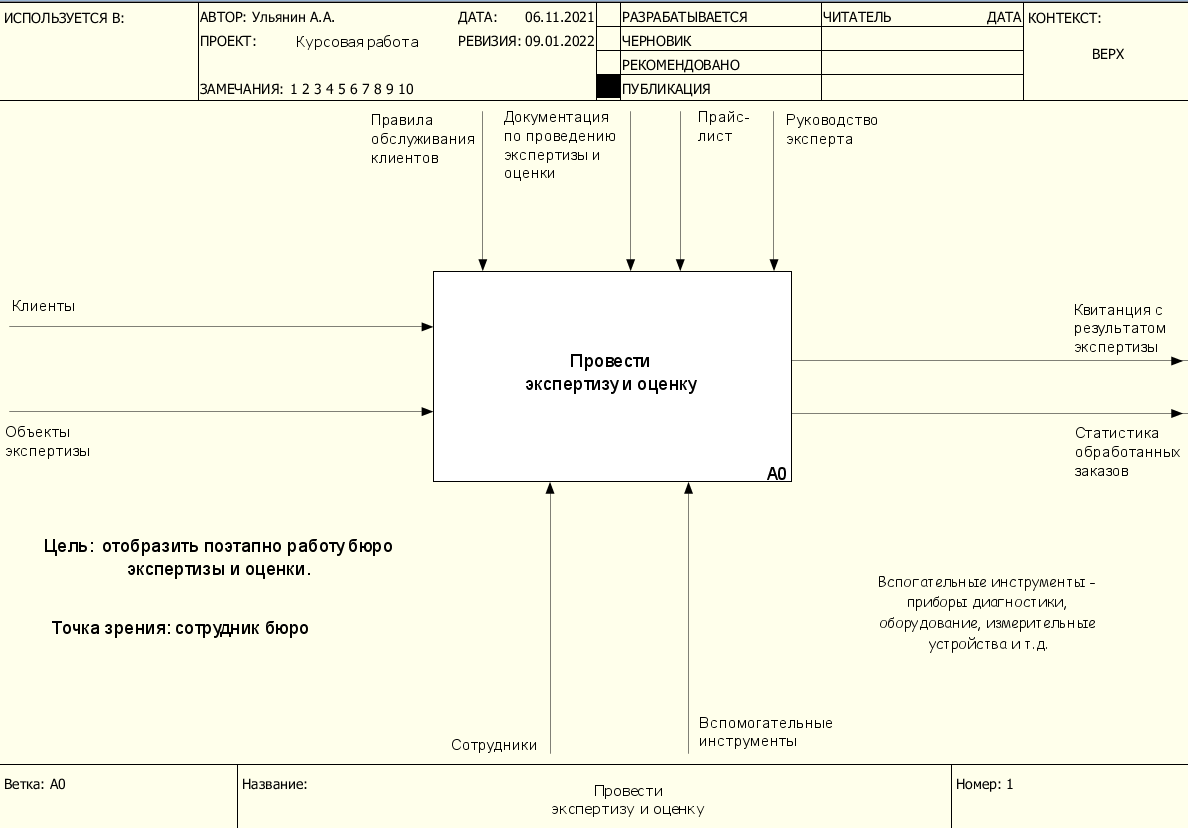 ИСПОЛЬЗУЕТСЯ В:
АВТОР: Ульянин А.А.
ДАТА: 06.11.2021
ПРОЕКТ: Курсовая работа
РЕВИЗИЯ: 09.01.2022
ЗАМЕЧАНИЯ: 1 2 3 4 5 6 7 8 9 10
РАЗРАБАТЫВАЕТСЯ
ЧЕРНОВИК
РЕКОМЕНДОВАНО
ПУБЛИКАЦИЯ
ЧИТАТЕЛЬ ДАТА
КОНТЕКСТ:
ВЕРХ
Правила
обслуживания
клиентов
Документация
по проведению
экспертизы и
оценки
Прайс-
лист
Руководство
эксперта
Клиенты
Объекты
экспертизы
Провести
экспертизу и оценку
A0
Квитанция с
результатом
экспертизы
Статистика
обработанных
заказов
Цель: отобразить поэтапно работу бюро
экспертизы и оценки.
Точка зрения: сотрудник бюро
Вспогательные инструменты -
приборы диагностики,
оборудование, измерительные
устройства и т.д.
Сотрудники
Вспомогательные
инструменты
Ветка: A0
Название:
Провести
экспертизу и оценку
Номер: 1